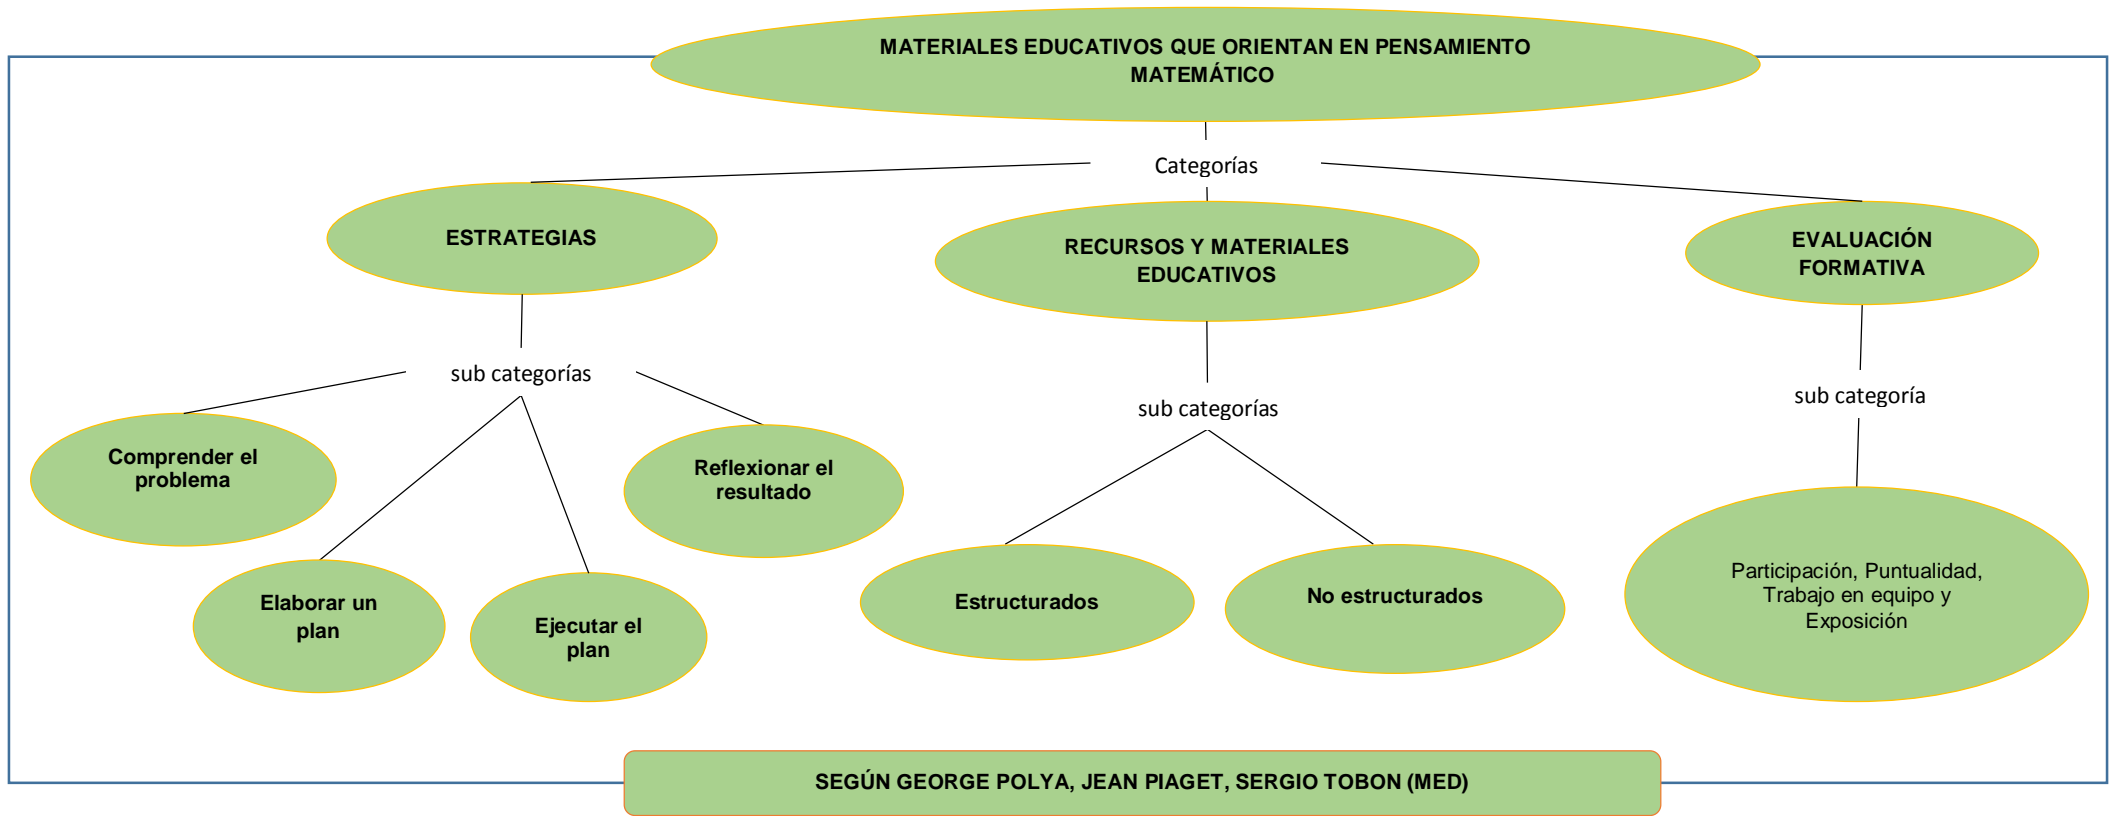 MATERIALES EDUCATIVOS QUE ORIENTAN EN PENSAMIENTO
MATEMÁTICO
Categorías
ESTRATEGIAS
RECURSOS Y MATERIALES
EDUCATIVOS
EVALUACIÓN
FORMATIVA
sub categorías
sub categorías
sub categoría
Comprender el
problema
Reflexionar el
resultado
Elaborar un
plan
Ejecutar el
plan
Estructurados
No estructurados
Participación, Puntualidad,
Trabajo en equipo y
Exposición
SEGÚN GEORGE POLYA, JEAN PIAGET, SERGIO TOBON (MED)